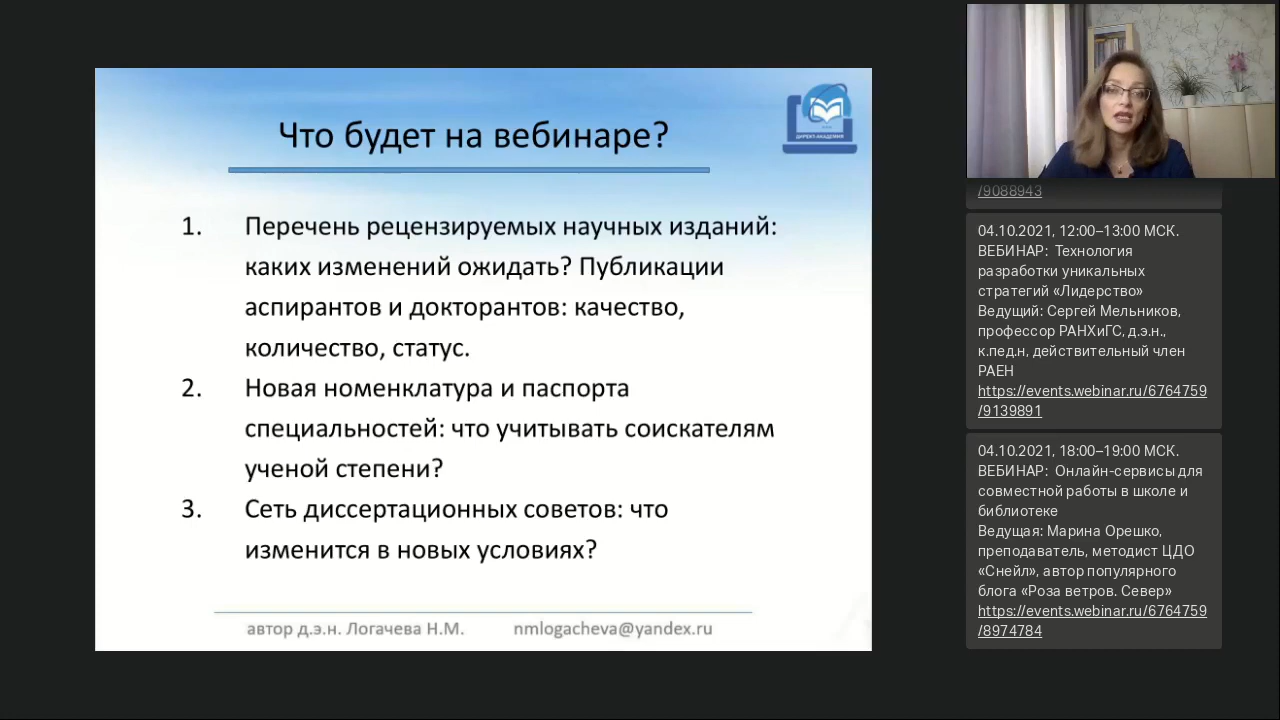 Что будет на вебинаре?
ДИРЕКТ-АКАДЕМИЯ
1. Перечень рецензируемых научных изданий:
каких изменений ожидать? Публикации
аспирантов и докторантов: качество,
количество, статус.
2. Новая номенклатура и паспорта
специальностей: что учитывать соискателям
ученой степени?
3. Сеть диссертационных советов: что
изменится в новых условиях?
автор д.э.н. Логачева Н.М. nmlogacheva@yandex.ru
/9088943
04.10.2021, 12:00–13:00 МСК.
ВЕБИНАР: Технология
разработки уникальных
стратегий «Лидерство»
Ведущий: Сергей Мельников,
профессор РАНХиГС, д.э.н.,
к.пед.н, действительный член
РАЕН
https://events.webinar.ru/6764759
/9139891
04.10.2021, 18:00–19:00 МСК.
ВЕБИНАР: Онлайн-сервисы для
совместной работы в школе и
библиотеке
Ведущая: Марина Орешко,
преподаватель, методист ЦДО
«Снейл», автор популярного
блога «Роза ветров. Север»
https://events.webinar.ru/6764759
/8974784